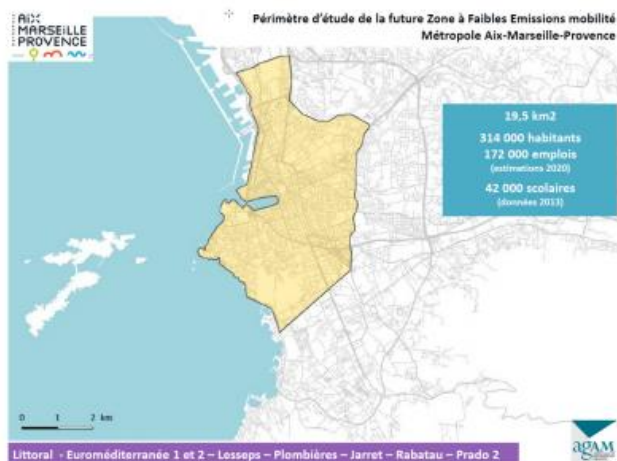 AIX
MARSEILLE
PROVENCE
Périmètre d'étude de la future Zone à Faibles Emissions mobilité
Métropole Aix-Marseille-Provence
19,5 km2
314 000 habitants
172 000 emplois
(estimations 2020)
42 000 scolaires
(données 2013)
0 1 2 km
agAM
Littoral - Euroméditerranée 1 et 2 – Lesseps – Plombières – Jarret – Rabatau – Prado 2